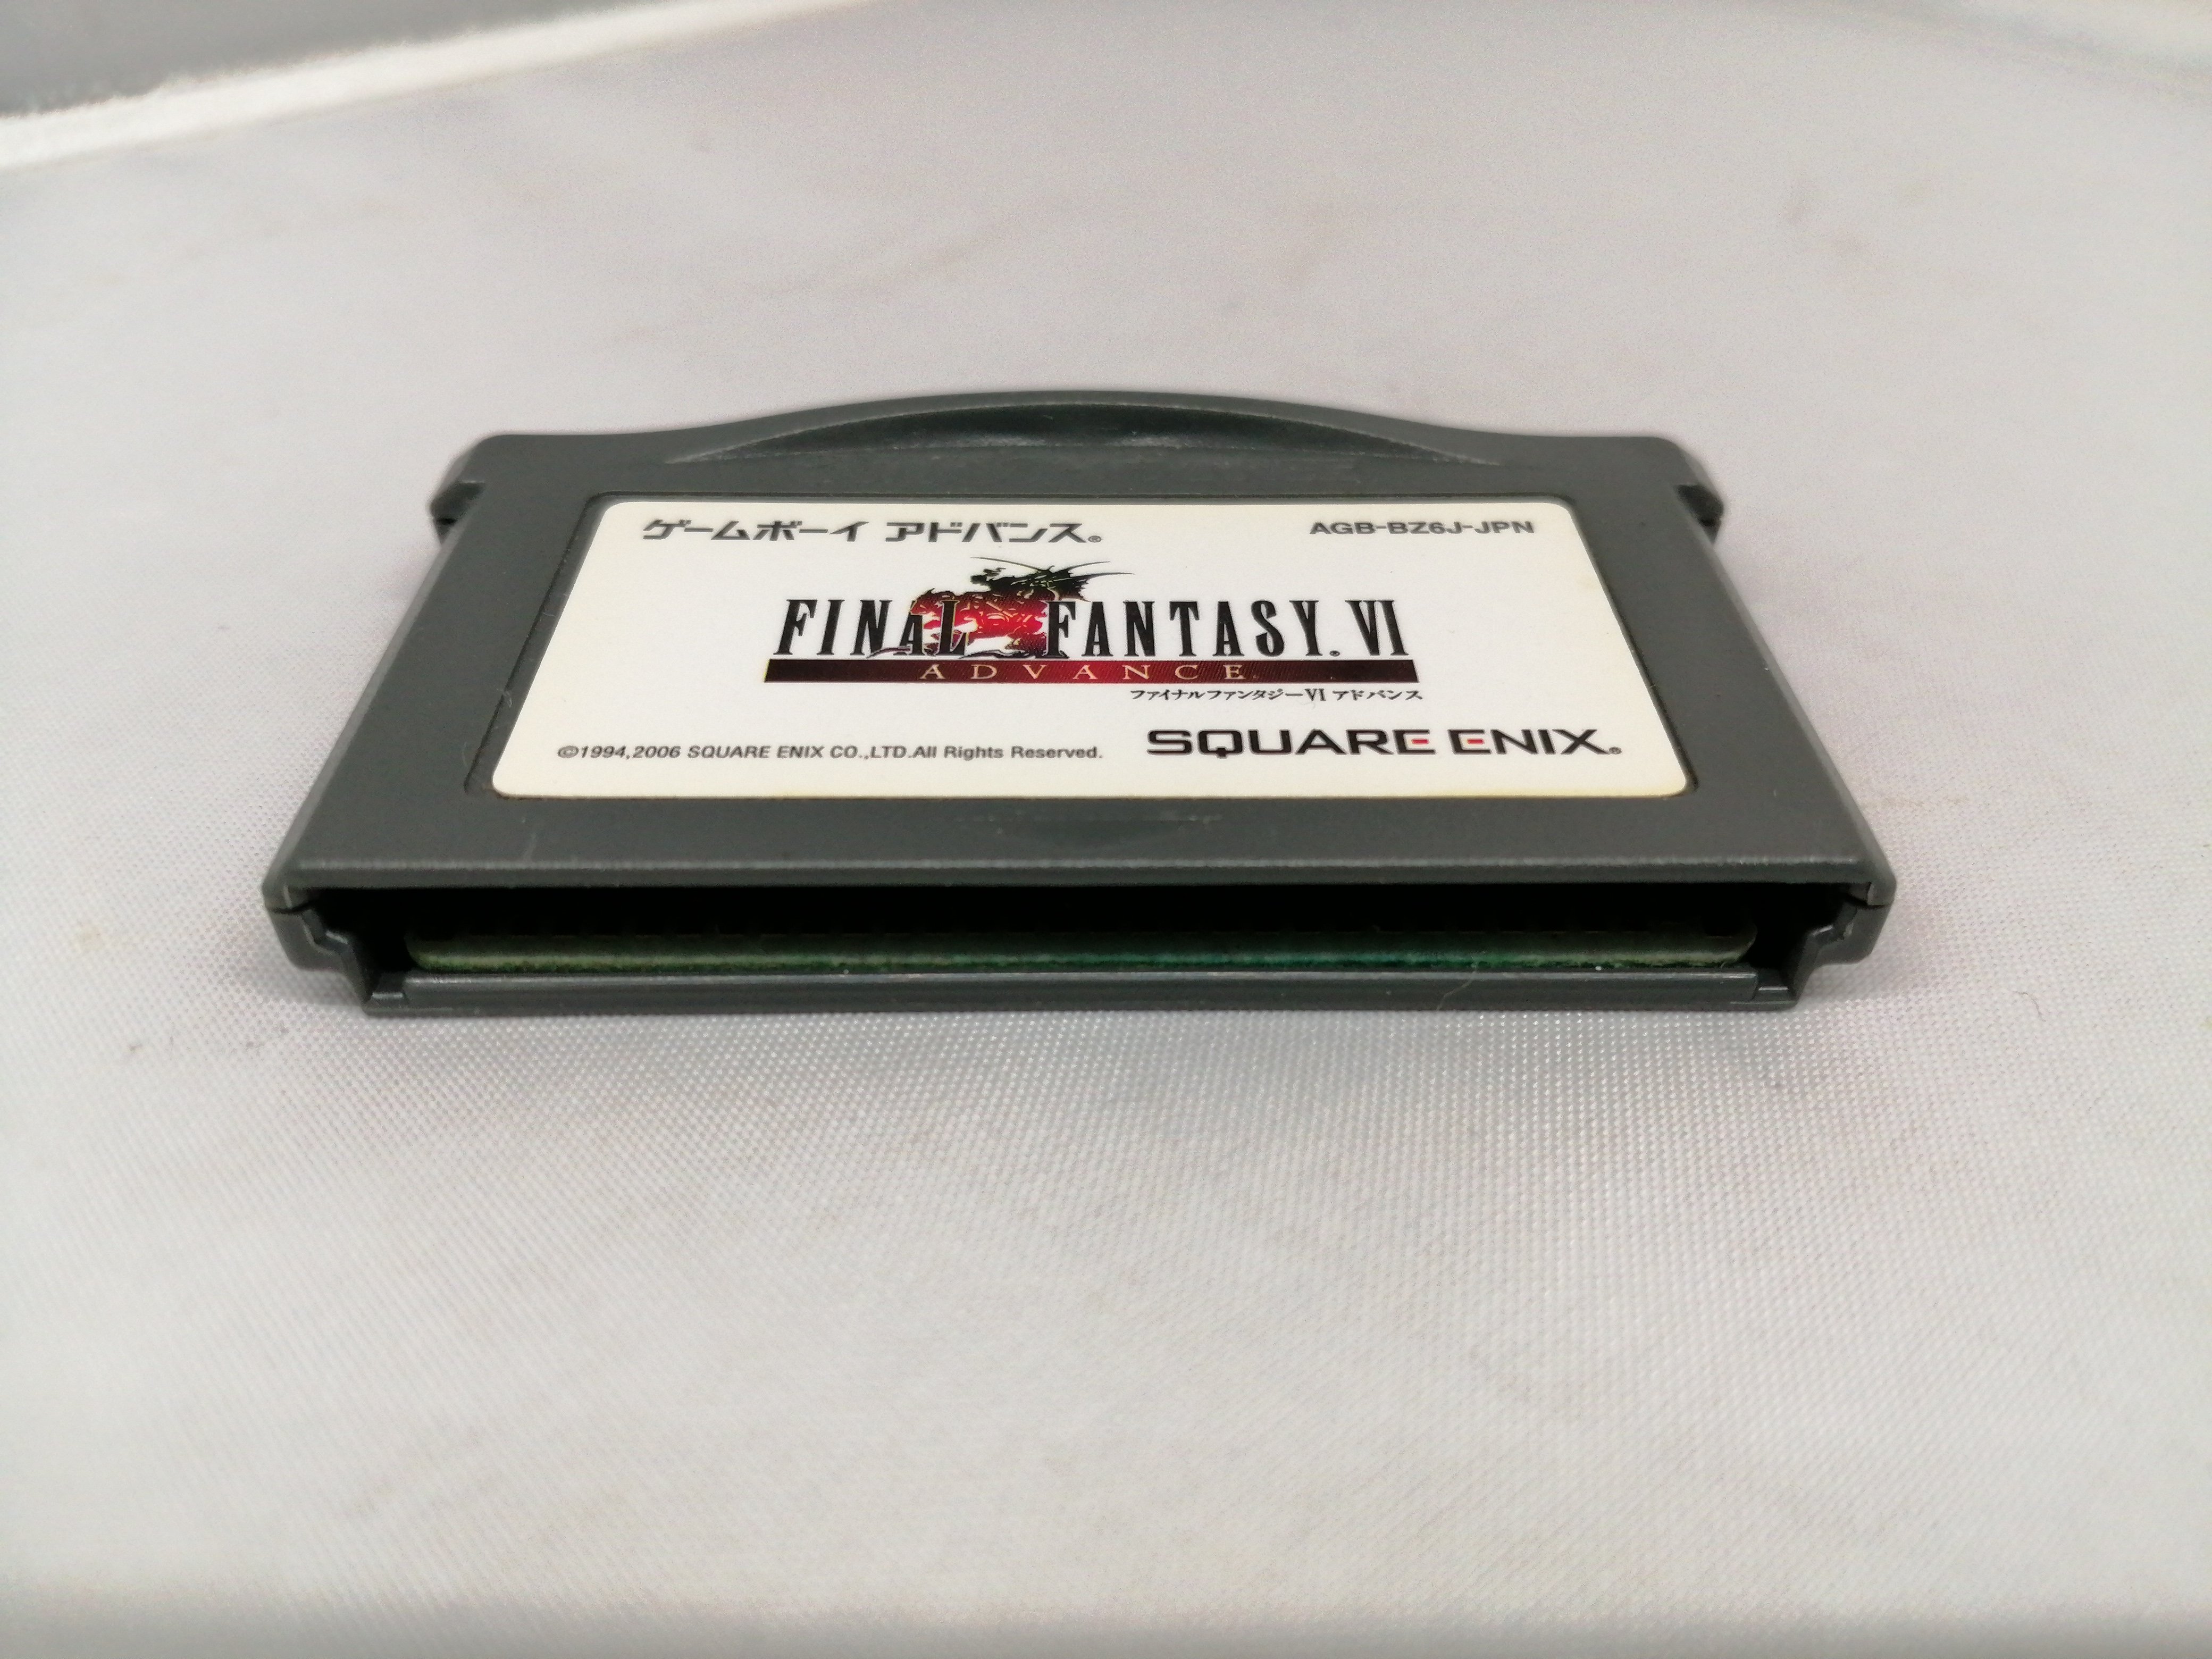 ゲームボーイ アドバンス®
AGB-BZ6J-JPN
FINAL FANTASY. VI
ADVANCE
ファイナルファンタジーVI アドバンス
©1994,2006 SQUARE ENIX CO.,LTD.All Rights Reserved.
SQUARE ENIX®